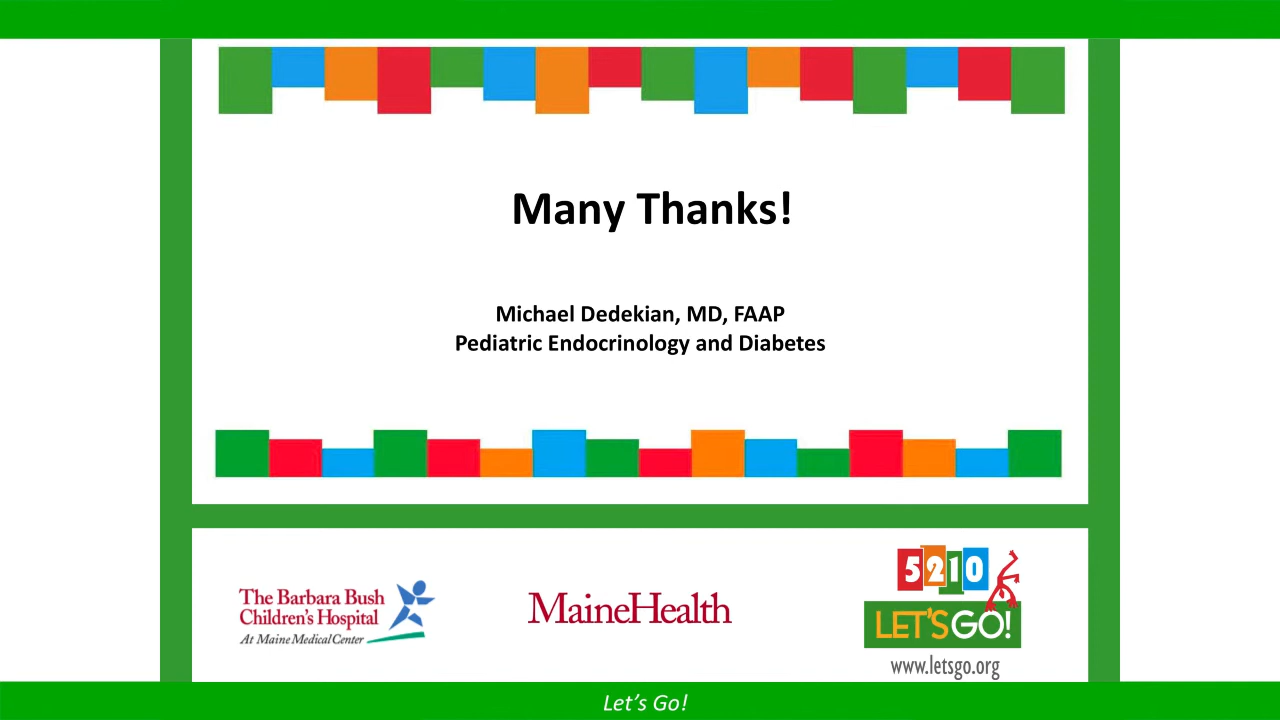 Many Thanks!
Michael Dedekian, MD, FAAP
Pediatric Endocrinology and Diabetes
The Barbara Bush
Children's Hospital
At Maine Medical Center
MaineHealth
5210
LET'S GO!
www.letsgo.org
Let's Go!